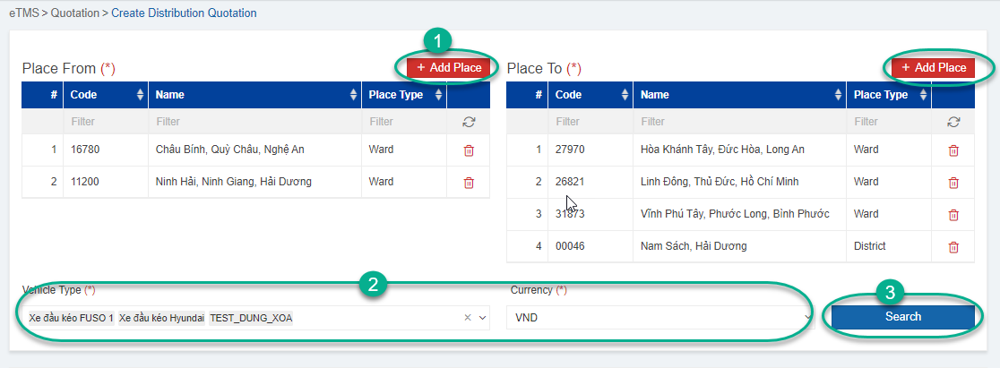 eTMS > Quotation > Create Distribution Quotation
1
Place From (*)
+ Add Place
# Code Name Place Type
Filter Filter Filter
1 16780 Châu Bính, Quỳ Châu, Nghệ An Ward
2 11200 Ninh Hải, Ninh Giang, Hải Dương Ward
Place To (*)
+ Add Place
# Code Name Place Type
Filter Filter Filter
1 27970 Hòa Khánh Tây, Đức Hòa, Long An Ward
2 26821 Linh Đông, Thủ Đức, Hồ Chí Minh Ward
3 31873 Vĩnh Phú Tây, Phước Long, Bình Phước Ward
4 00046 Nam Sách, Hải Dương District
2
Vehicle Type (*)
Xe đầu kéo FUSO 1 Xe đầu kéo Hyundai TEST_DUNG_XOA
Currency (*)
VND
3
Search